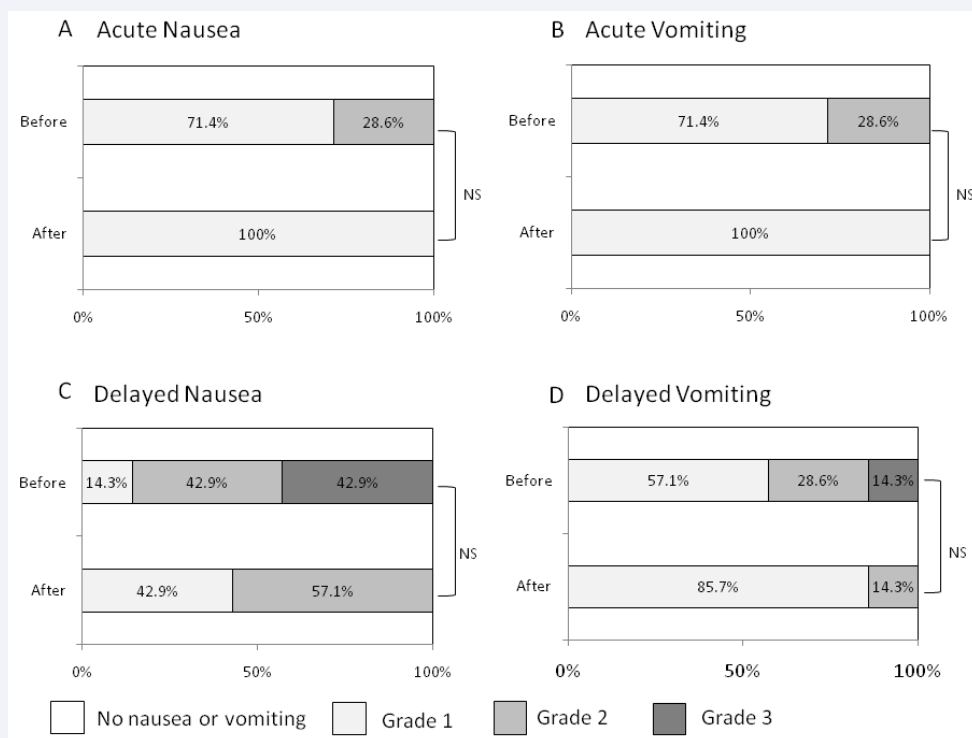 A Acute Nausea
Before
71.4%
28.6%
NS
After
100%
0%
50%
100%
B Acute Vomiting
Before
71.4%
28.6%
NS
After
100%
0%
50%
100%
C Delayed Nausea
Before
14.3%
42.9%
42.9%
NS
After
42.9%
57.1%
0%
50%
100%
D Delayed Vomiting
Before
57.1%
28.6%
14.3%
NS
After
85.7%
14.3%
0%
50%
100%
No nausea or vomiting
Grade 1
Grade 2
Grade 3